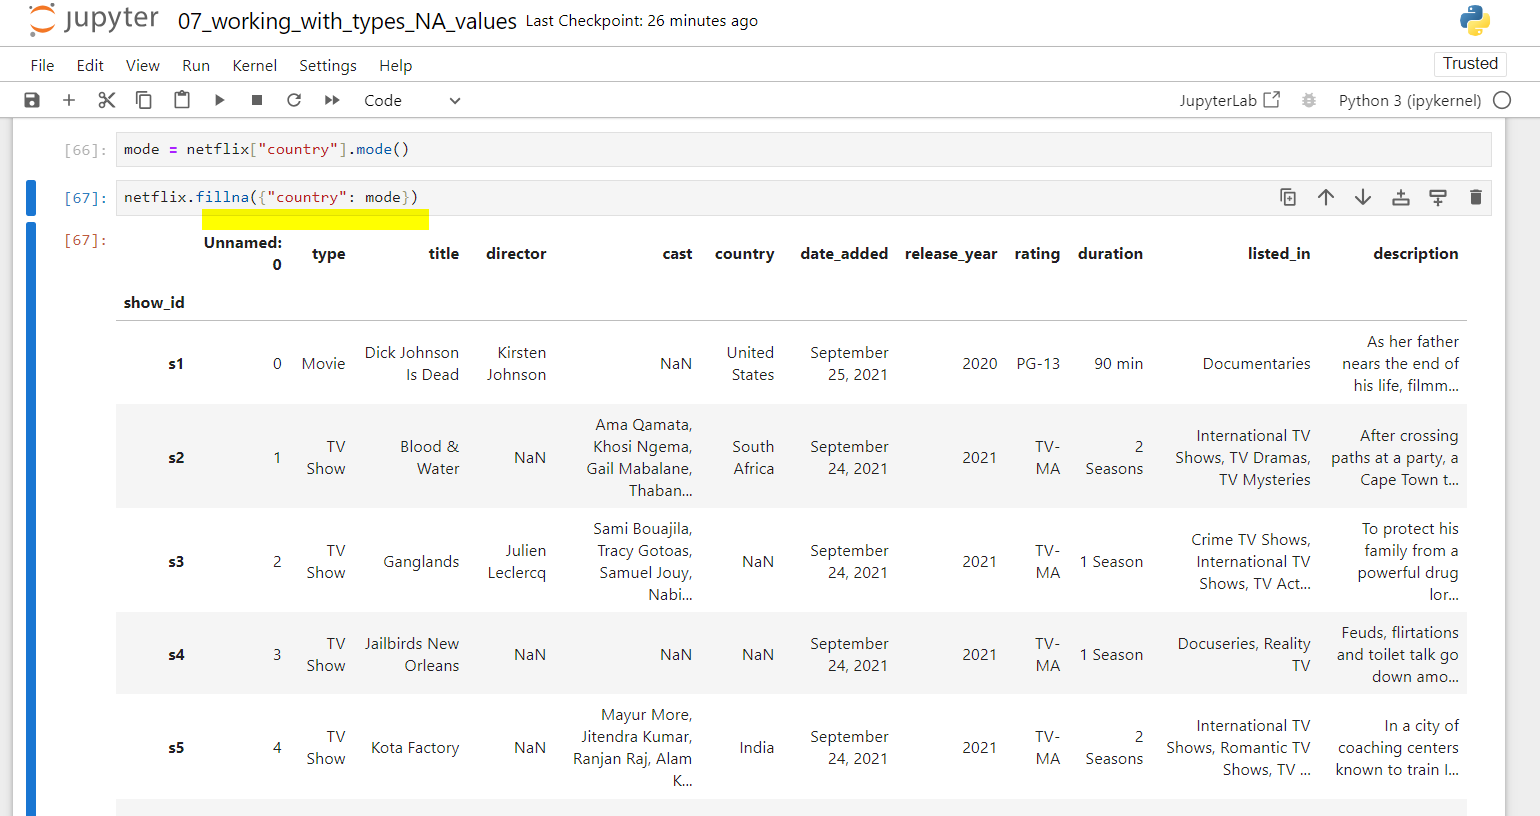 jupyter 07_working_with_types_NA_values Last Checkpoint: 26 minutes ago
File Edit View Run Kernel Settings Help Trusted
Code JupyterLab Python 3 (ipykernel)
[66]: mode = netflix["country"].mode()
[67]: netflix.fillna({"country": mode})
[67]:
Unnamed: 0 type title director cast country date_added release_year rating duration listed_in description
show_id
s1 0 Movie Dick Johnson Is Dead Kirsten Johnson NaN United States September 25, 2021 2020 PG-13 90 min Documentaries As her father nears the end of his life, filmm...
s2 1 TV Show Blood & Water NaN Ama Qamata, Khosi Ngema, Gail Mabalane, Thaban... South Africa September 24, 2021 2021 TV-MA 2 Seasons International TV Shows, TV Dramas, TV Mysteries After crossing paths at a party, a Cape Town t...
s3 2 TV Show Ganglands Julien Leclercq Sami Bouajila, Tracy Gotoas, Samuel Jouy, Nabi... NaN September 24, 2021 2021 TV-MA 1 Season Crime TV Shows, International TV Shows, TV Act... To protect his family from a powerful drug lor...
s4 3 TV Show Jailbirds New Orleans NaN NaN NaN September 24, 2021 2021 TV-MA 1 Season Docuseries, Reality TV Feuds, flirtations and toilet talk go down amo...
s5 4 TV Show Kota Factory NaN Mayur More, Jitendra Kumar, Ranjan Raj, Alam K... India September 24, 2021 2021 TV-MA 2 Seasons International TV Shows, Romantic TV Shows, TV ... In a city of coaching centers known to train I...